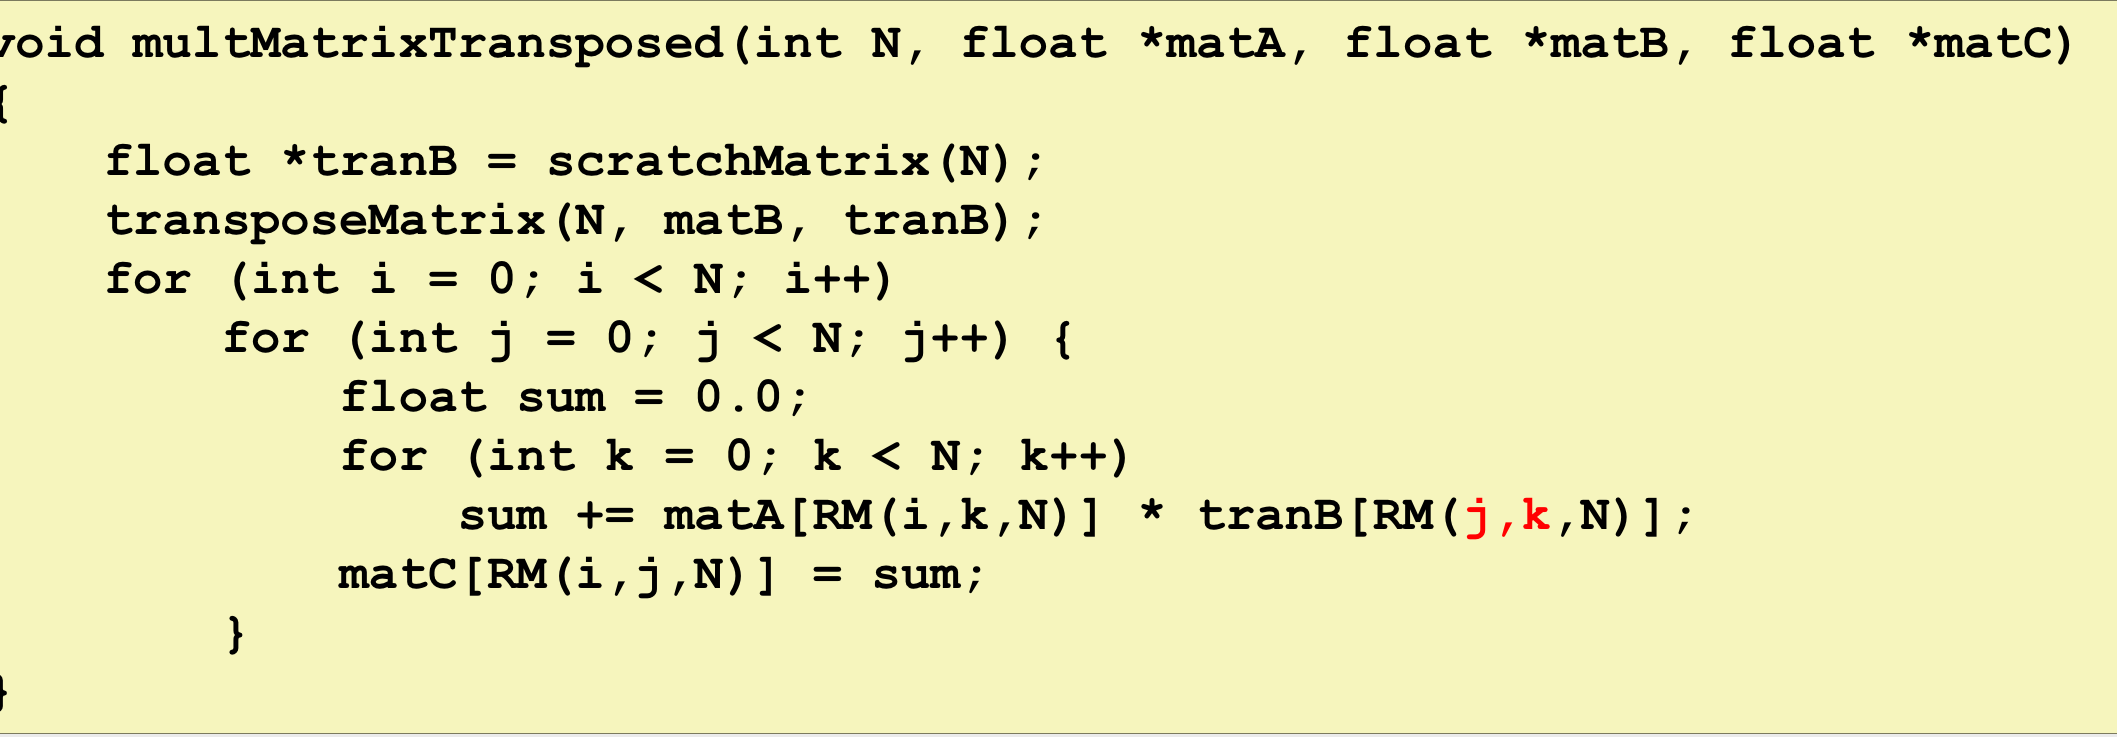 void multMatrixTransposed(int N, float *matA, float *matB, float *matC)
{
    float *tranB = scratchMatrix(N);
    transposeMatrix(N, matB, tranB);
    for (int i = 0; i < N; i++)
        for (int j = 0; j < N; j++) {
            float sum = 0.0;
            for (int k = 0; k < N; k++)
                sum += matA[RM(i,k,N)] * tranB[RM(j,k,N)];
            matC[RM(i,j,N)] = sum;
        }
}